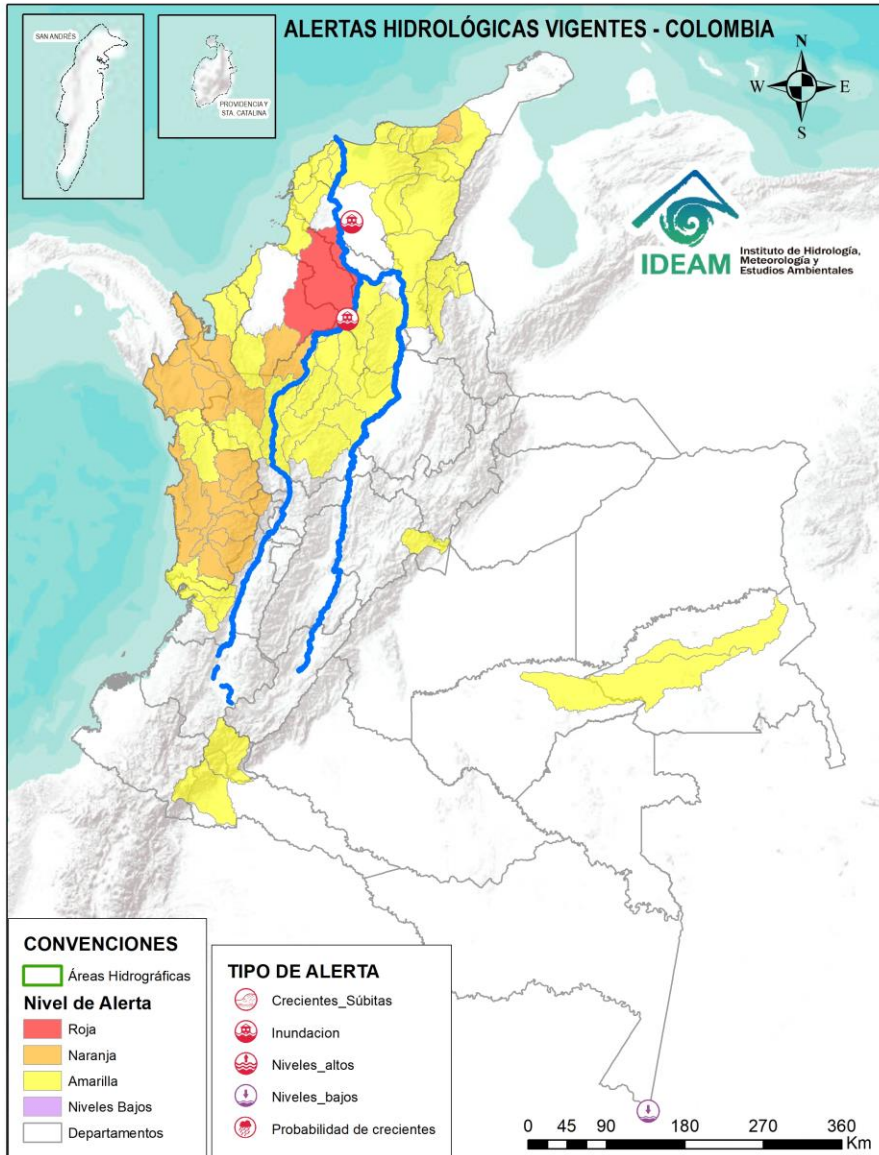 ALERTAS HIDROLÓGICAS VIGENTES - COLOMBIA
SAN ANDRÉS
PROVIDENCIA Y
STA. CATALINA
N
W
E
S
IDEAM
Instituto de Hidrología,
Meteorología y
Estudios Ambientales
CONVENCIONES
Áreas Hidrográficas
Nivel de Alerta
Roja
Naranja
Amarilla
Niveles Bajos
Departamentos
TIPO DE ALERTA
Crecientes_Súbitas
Inundacion
Niveles_altos
Niveles_bajos
Probabilidad de crecientes
0 45 90 180 270 360
Km